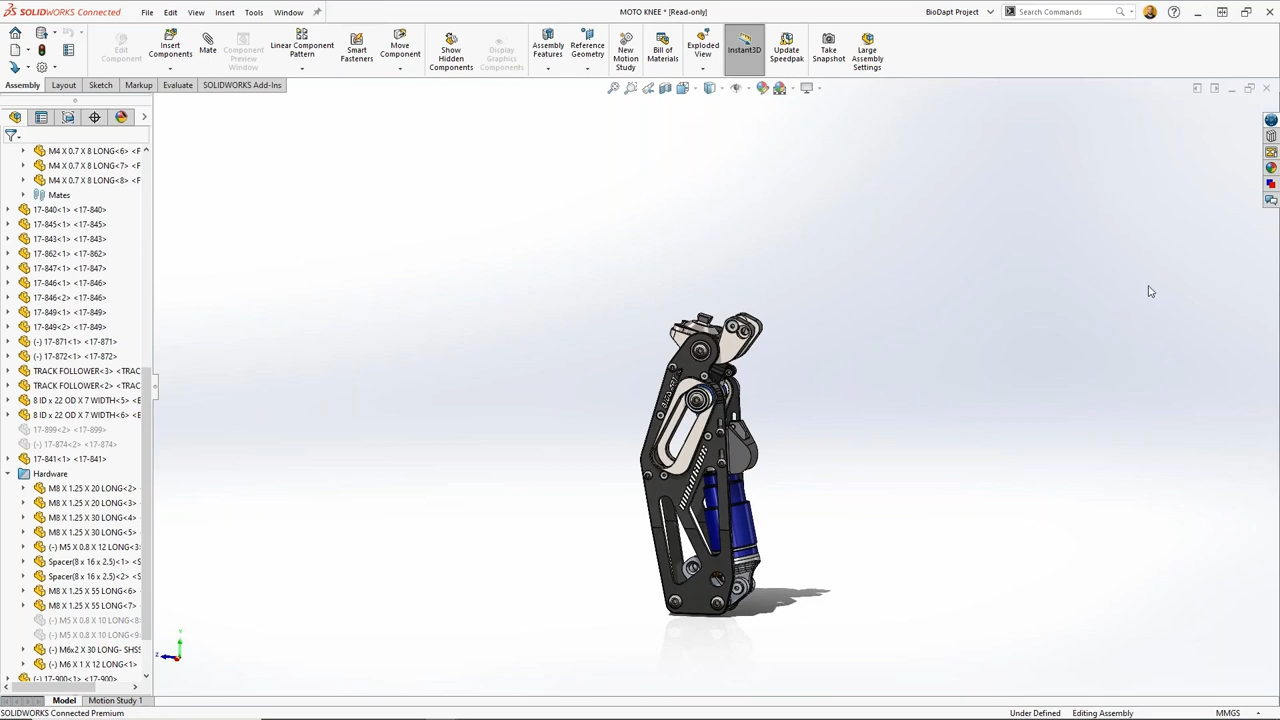 SOLIDWORKS File Edit View Insert Tools Window MOTO KNEE * [Read-only] BioDapt Project Search Commands
Edit Component
Insert Components
Mate
Component Preview Window
Linear Component Pattern
Smart Fasteners
Move Component
Show Hidden Components
Display Graphics Components
Assembly Features
Reference Geometry
New Motion Study
Bill of Materials
Exploded View
Instant3D
Update Speedpak
Take Snapshot
Large Assembly Settings
Assembly Layout Sketch Markup Evaluate SOLIDWORKS Add-Ins
M4 X 0.7 X 8 LONG<6> <F
M4 X 0.7 X 8 LONG<7> <F
M4 X 0.7 X 8 LONG<8> <F
Mates
17-840<1> <17-840>
17-845<1> <17-845>
17-843<1> <17-843>
17-862<1> <17-862>
17-847<1> <17-847>
17-846<1> <17-846>
17-846<2> <17-846>
17-849<1> <17-849>
17-849<2> <17-849>
(-) 17-871<1> <17-871>
(-) 17-872<1> <17-872>
TRACK FOLLOWER<3> <TRAC
TRACK FOLLOWER<2> <TRAC
8 ID x 22 OD X 7 WIDTH<5> <E
8 ID x 22 OD X 7 WIDTH<6> <E
17-899<2> <17-899>
(-) 17-874<2> <17-874>
17-841<1> <17-841>
Hardware
M8 X 1.25 X 20 LONG<2>
M8 X 1.25 X 20 LONG<3>
M8 X 1.25 X 30 LONG<4>
M8 X 1.25 X 30 LONG<5>
(-) M5 X 0.8 X 12 LONG<3>
Spacer(8 x 16 x 2.5)<1> <S
Spacer(8 x 16 x 2.5)<2> <S
M8 X 1.25 X 55 LONG<6>
M8 X 1.25 X 55 LONG<7>
(-) M5 X 0.8 X 10 LONG<8>
(-) M5 X 0.8 X 10 LONG<9>
(-) M6x2 X 30 LONG- SHSS
(-) M6 X 1 X 12 LONG<1>
(-) 17-900<1> <17-900>
Model Motion Study 1
SOLIDWORKS Connected Premium Under Defined Editing Assembly MMGS